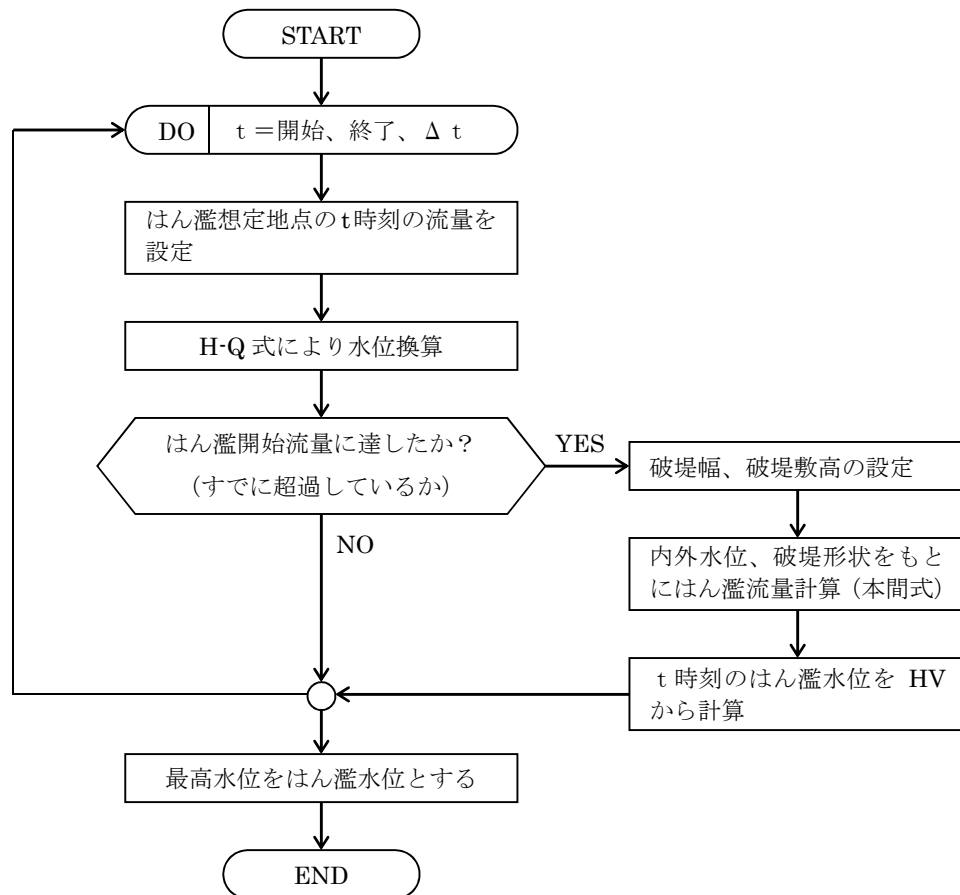 START
DO t=開始、終了、Δt
はん濫想定地点のt時刻の流量を
設定
H-Q 式により水位換算
はん濫開始流量に達したか？
（すでに超過しているか）
YES
NO
破堤幅、破堤敷高の設定
内外水位、破堤形状をもと
にはん濫流量計算（本間式）
t時刻のはん濫水位を HV
から計算
最高水位をはん濫水位とする
END